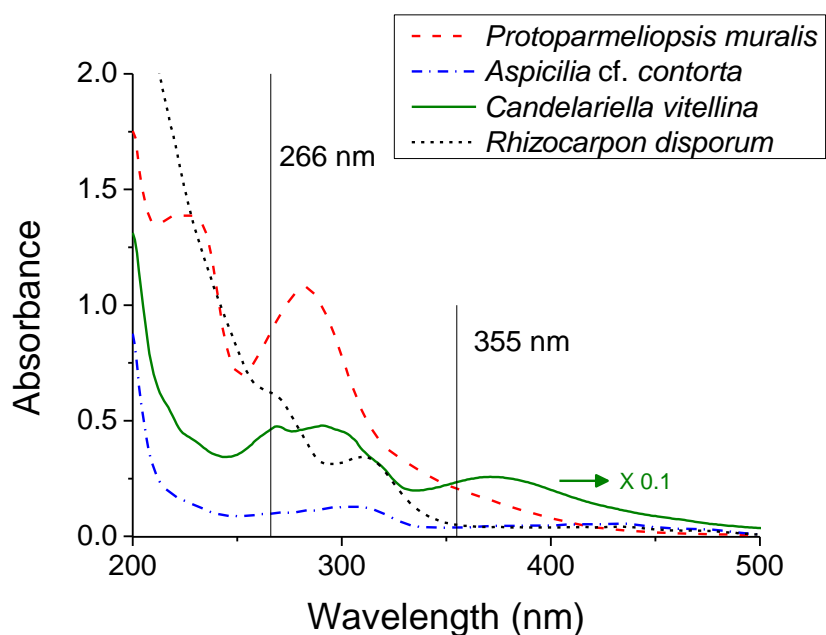 Protoparmeliopsis muralis
Aspicilia cf. contorta
Candelariella vitellina
Rhizocarpon disporum
2.0
266 nm
1.5
1.0
355 nm
0.5
X 0.1
0.0
200
300
400
500
Absorbance
Wavelength (nm)